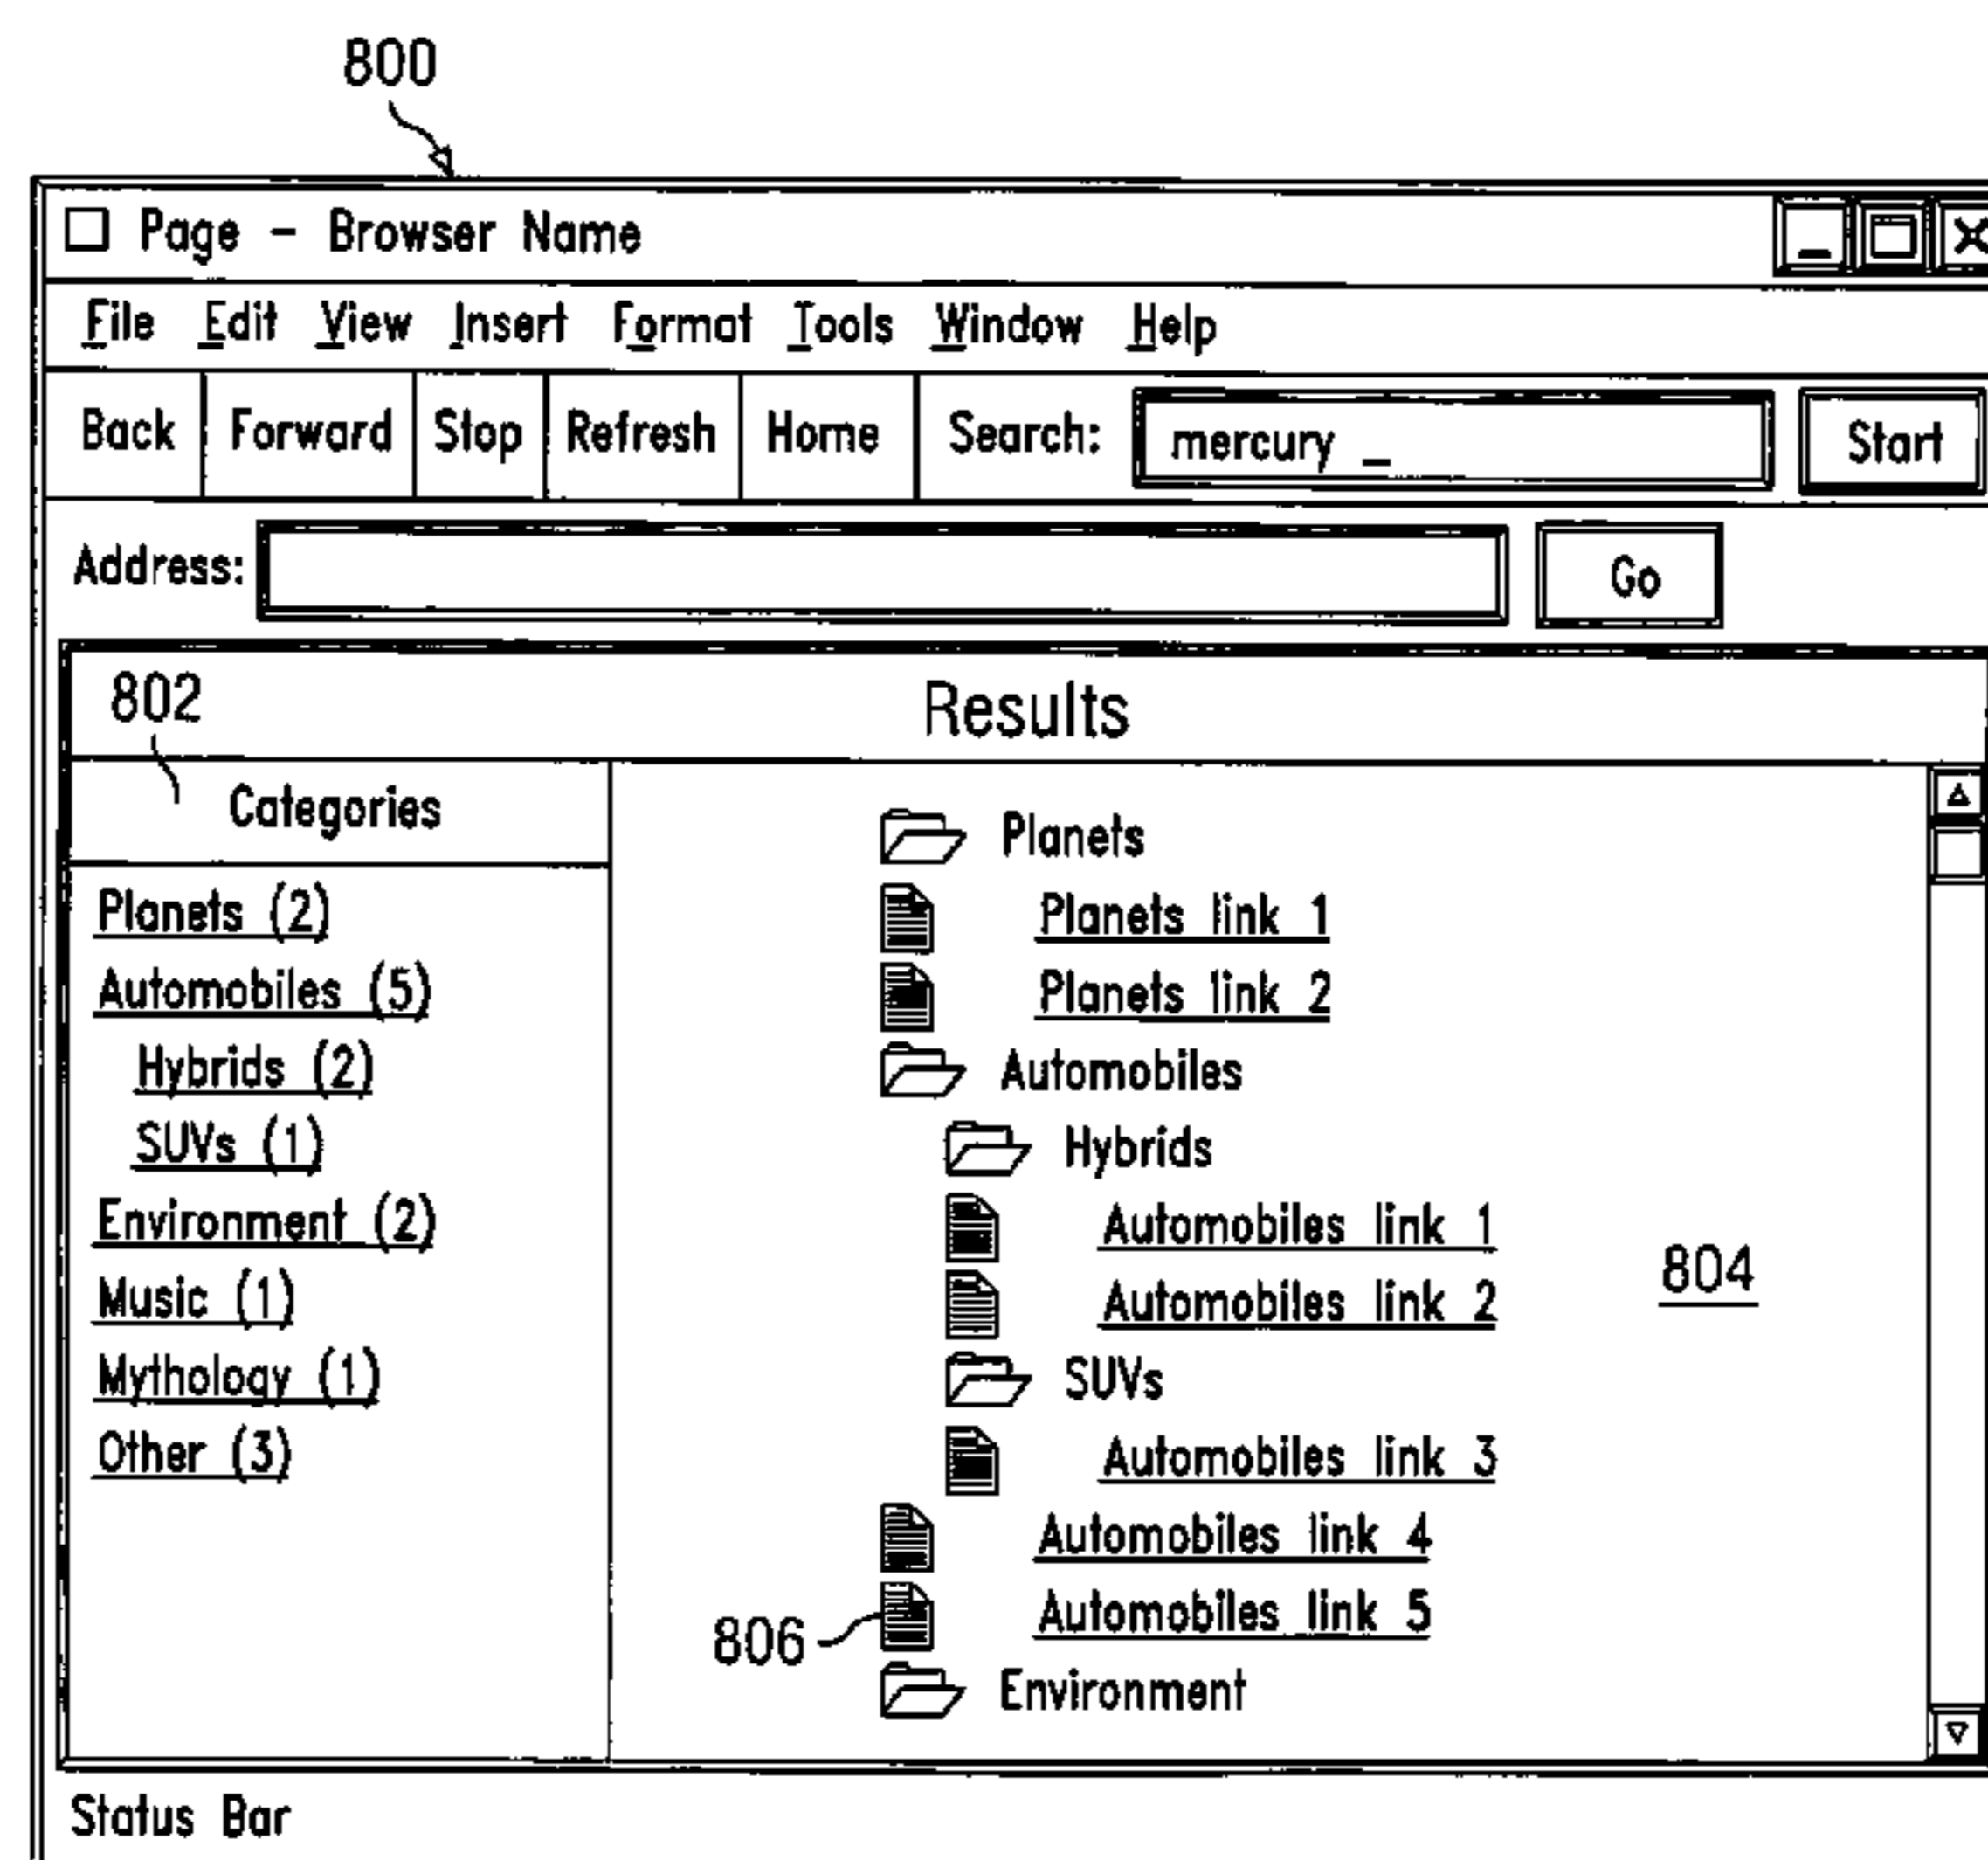 800
Page - Browser Name
File Edit View Insert Format Tools Window Help
Back Forward Stop Refresh Home Search: mercury _ Start
Address: Go
802 Results
Categories
Planets (2)
Automobiles (5)
Hybrids (2)
SUVs (1)
Environment (2)
Music (1)
Mythology (1)
Other (3)
Planets
Planets link 1
Planets link 2
Automobiles
Hybrids
Automobiles link 1
Automobiles link 2
804
SUVs
Automobiles link 3
Automobiles link 4
Automobiles link 5
806
Environment
Status Bar